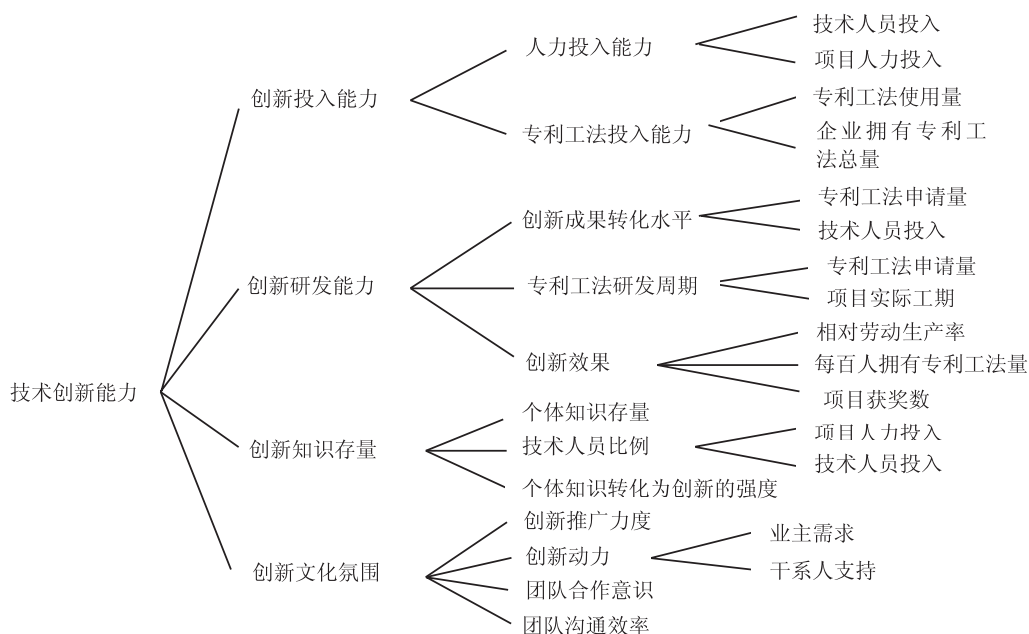 技术人员投入
人力投入能力
项目人力投入
创新投入能力
专利工法使用量
专利工法投入能力
企业拥有专利工
法总量
专利工法申请量
创新成果转化水平
技术人员投入
创新研发能力
专利工法申请量
专利工法研发周期
项目实际工期
相对劳动生产率
创新效果
每百人拥有专利工法量
项目获奖数
技术创新能力
个体知识存量
项目人力投入
技术人员比例
技术人员投入
创新知识存量
个体知识转化为创新的强度
创新推广力度
业主需求
创新动力
干系人支持
创新文化氛围
团队合作意识
团队沟通效率